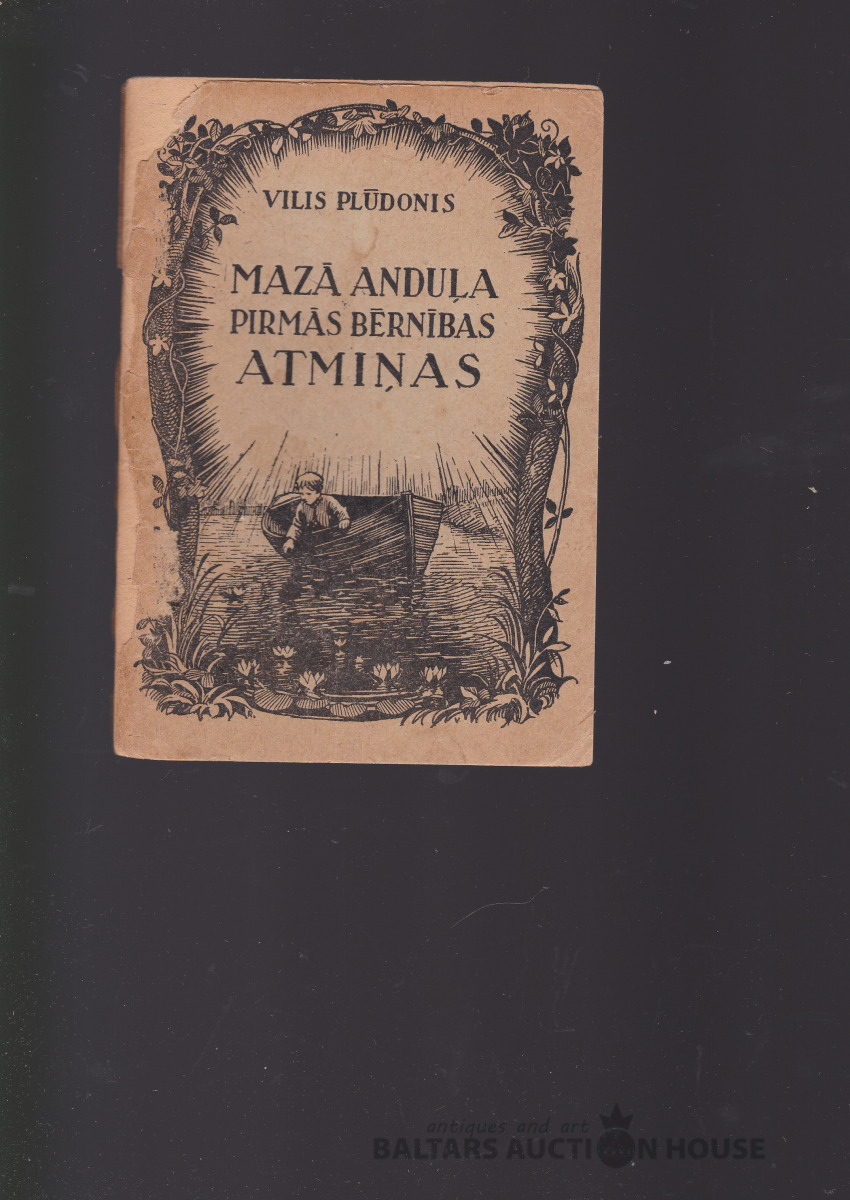 VILIS PLŪDONIS
MAZĀ ANDUĻA
PIRMĀS BĒRNĪBAS
ATMIŅAS
antiques and art
BALTARS AUCTION HOUSE